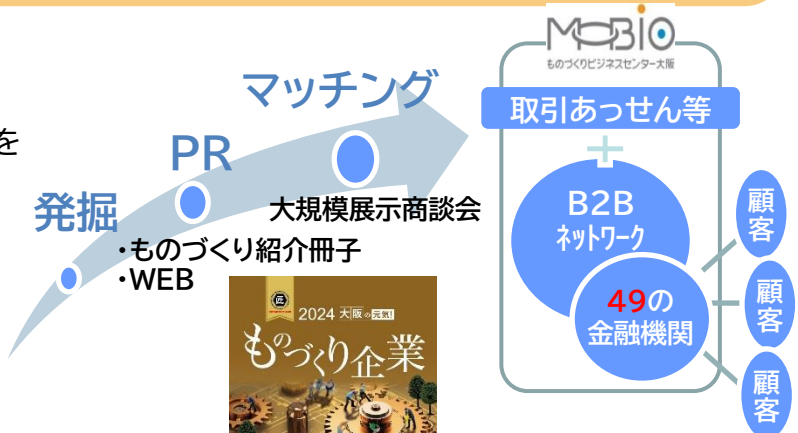 MOBIO
ものづくりビジネスセンター大阪
マッチング
取引あっせん等
を
PR
+
B2B
ネットワーク
発掘
大規模展示商談会
・ものづくり紹介冊子
・WEB
49の
金融機関
顧客
顧客
顧客
匠
2024 大阪の元気!
ものづくり企業